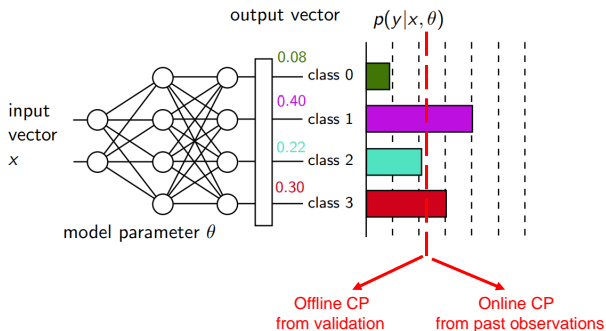 output vector
p(y|x, θ)
0.08
class 0
0.40
class 1
input
vector
x
0.22
class 2
0.30
class 3
model parameter θ
Offline CP
from validation
Online CP
from past observations